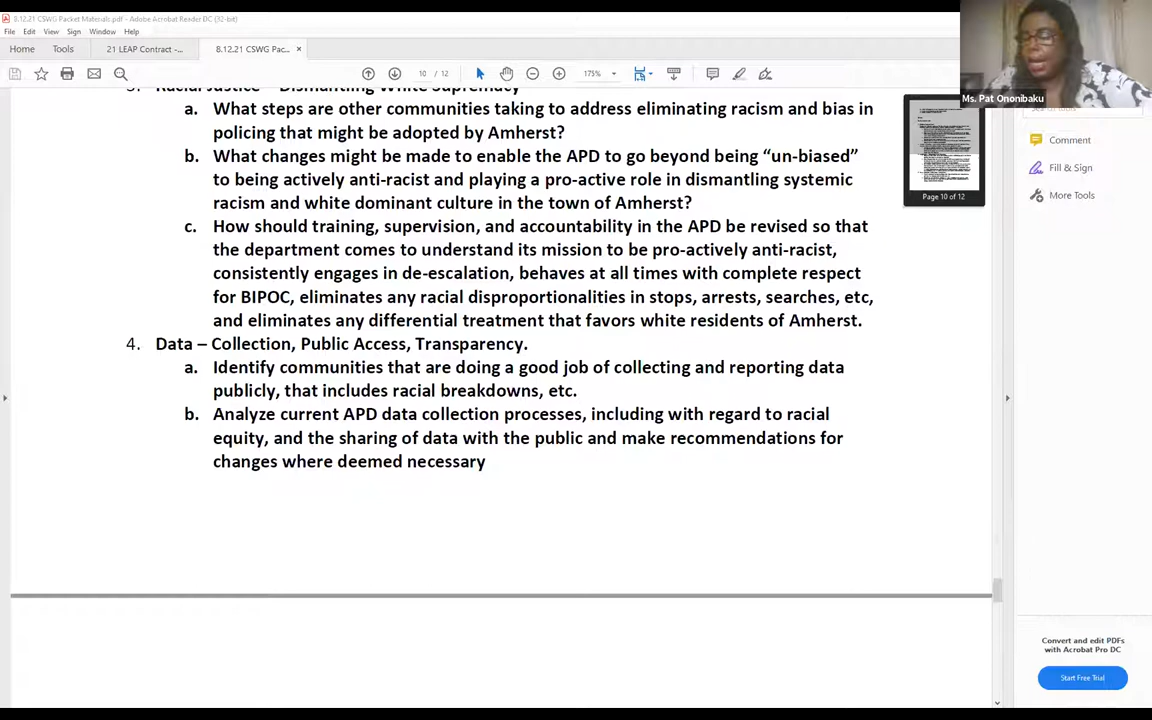 8.12.21 CSWG Packet Materials.pdf - Adobe Acrobat Reader DC (32-bit)
File Edit View Sign Window Help
Home Tools 21 LEAP Contract -... 8.12.21 CSWG Pac... ×
10 / 12 175%
Ms. Pat Ononibaku
Racial Justice – Dismantling White Supremacy
a. What steps are other communities taking to address eliminating racism and bias in
policing that might be adopted by Amherst?
b. What changes might be made to enable the APD to go beyond being “un-biased”
to being actively anti-racist and playing a pro-active role in dismantling systemic
racism and white dominant culture in the town of Amherst?
c. How should training, supervision, and accountability in the APD be revised so that
the department comes to understand its mission to be pro-actively anti-racist,
consistently engages in de-escalation, behaves at all times with complete respect
for BIPOC, eliminates any racial disproportionalities in stops, arrests, searches, etc,
and eliminates any differential treatment that favors white residents of Amherst.
4. Data – Collection, Public Access, Transparency.
a. Identify communities that are doing a good job of collecting and reporting data
publicly, that includes racial breakdowns, etc.
b. Analyze current APD data collection processes, including with regard to racial
equity, and the sharing of data with the public and make recommendations for
changes where deemed necessary
Page 10 of 12
Comment
Fill & Sign
More Tools
Convert and edit PDFs
with Acrobat Pro DC
Start Free Trial